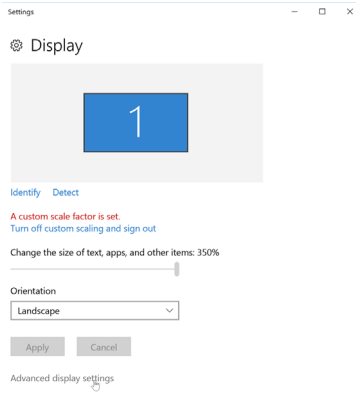 Settings
Display
1
Identify Detect
A custom scale factor is set.
Turn off custom scaling and sign out
Change the size of text, apps, and other items: 350%
Orientation
Landscape
Apply Cancel
Advanced display settings